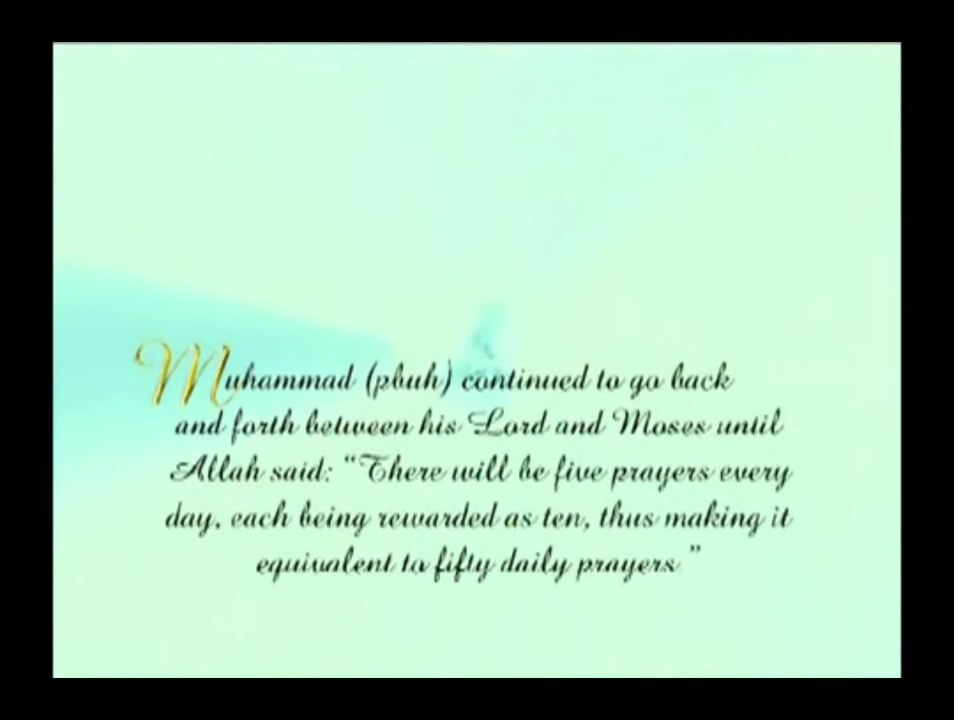 Muhammad (pbuh) continued to go back
and forth between his Lord and Moses until
Allah said: “There will be five prayers every
day, each being rewarded as ten, thus making it
equivalent to fifty daily prayers.”